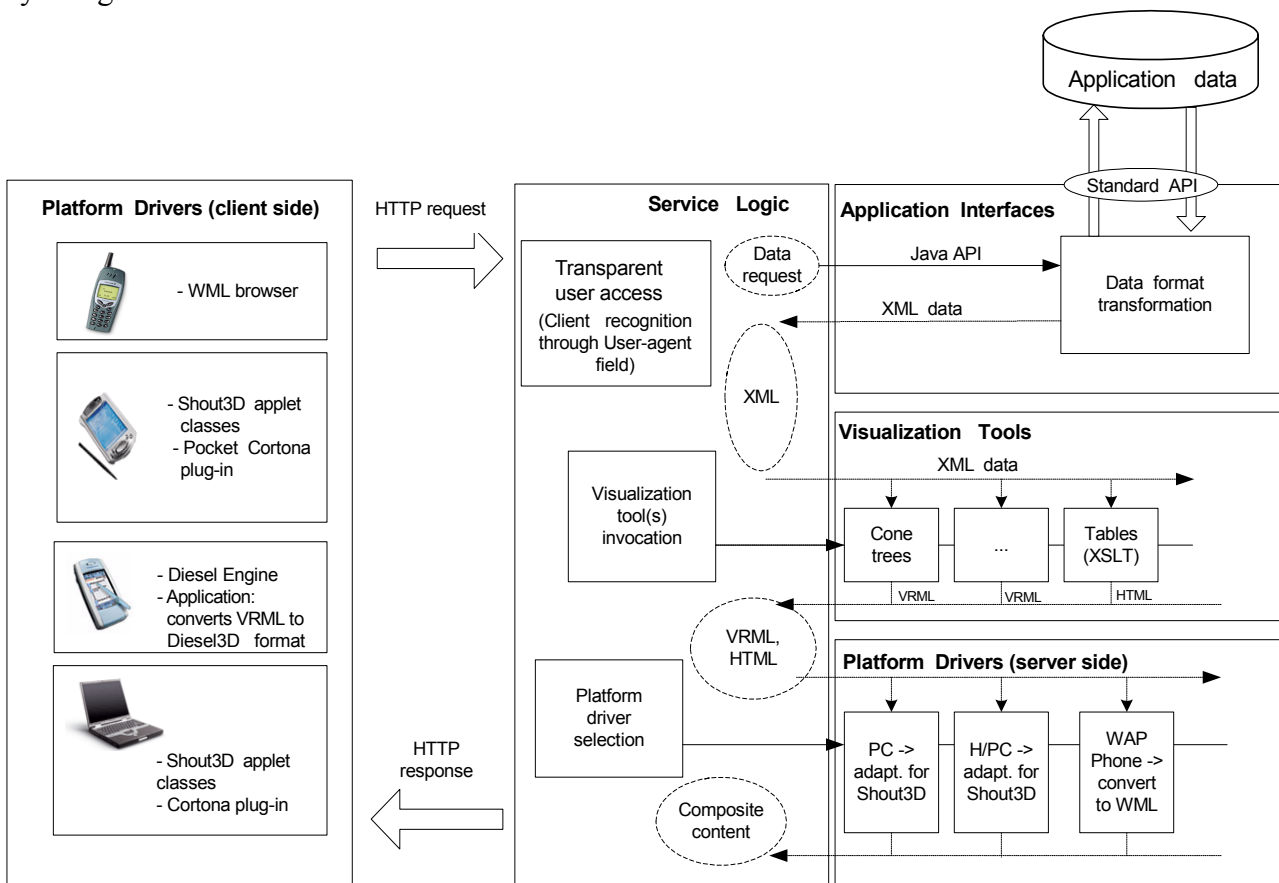 Application data
Standard API
Platform Drivers (client side)
- WML browser
- Shout3D applet
classes
- Pocket Cortona
plug-in
- Diesel Engine
- Application:
converts VRML to
Diesel3D format
- Shout3D applet
classes
- Cortona plug-in
HTTP request
HTTP
response
Service Logic
Transparent
user access
(Client recognition
through User-agent
field)
Data
request
XML
Visualization
tool(s)
invocation
VRML,
HTML
Platform
driver
selection
Composite
content
Application Interfaces
Java API
XML data
Data format
transformation
Visualization Tools
XML data
Cone
trees
...
Tables
(XSLT)
VRML
VRML
HTML
Platform Drivers (server side)
PC ->
adapt. for
Shout3D
H/PC ->
adapt. for
Shout3D
WAP
Phone ->
convert
to WML